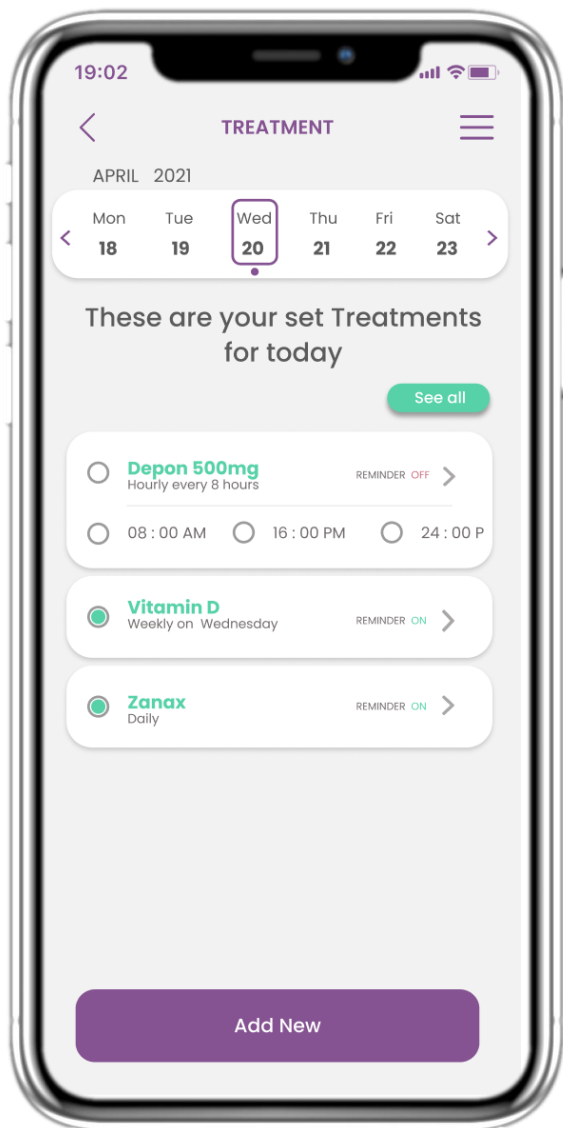 19:02
TREATMENT
APRIL 2021
Mon Tue Wed Thu Fri Sat
18 19 20 21 22 23
These are your set Treatments
for today
See all
Depon 500mg
Hourly every 8 hours
REMINDER OFF
08 : 00 AM 16 : 00 PM 24 : 00 P
Vitamin D
Weekly on Wednesday
REMINDER ON
Zanax
Daily
REMINDER ON
Add New